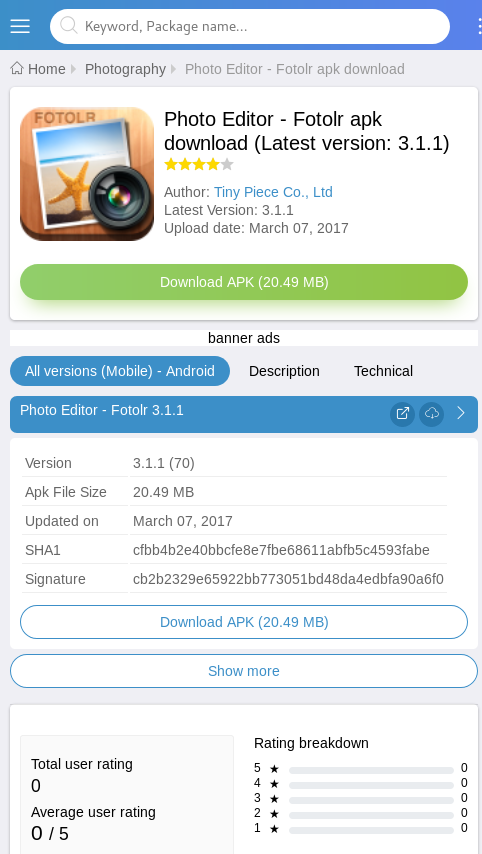 Keyword, Package name...
Home Photography Photo Editor - Fotolr apk download
FOTOLR
Photo Editor - Fotolr apk
download (Latest version: 3.1.1)
Author: Tiny Piece Co., Ltd
Latest Version: 3.1.1
Upload date: March 07, 2017
Download APK (20.49 MB)
banner ads
All versions (Mobile) - Android Description Technical
Photo Editor - Fotolr 3.1.1
Version 3.1.1 (70)
Apk File Size 20.49 MB
Updated on March 07, 2017
SHA1 cfbb4b2e40bbcfe8e7fbe68611abfb5c4593fabe
Signature cb2b2329e65922bb773051bd48da4edbfa90a6f0
Download APK (20.49 MB)
Show more
Total user rating
0
Average user rating
0 / 5
Rating breakdown
5 ★ 0
4 ★ 0
3 ★ 0
2 ★ 0
1 ★ 0